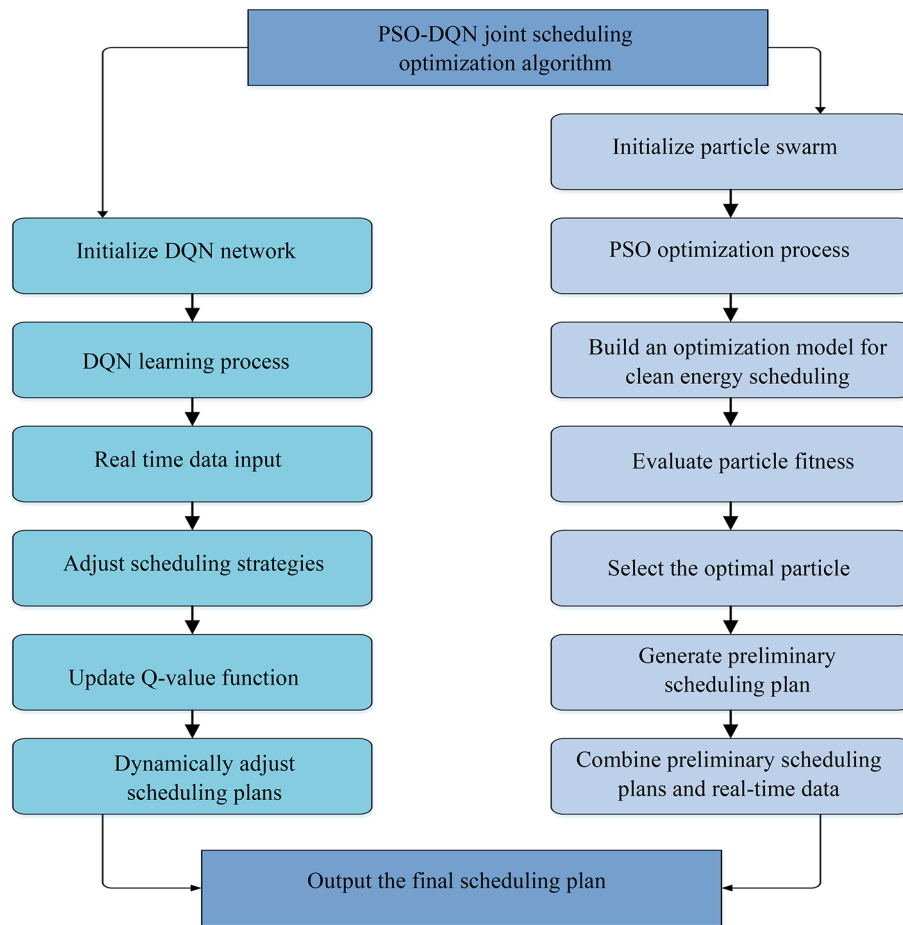 PSO-DQN joint scheduling
optimization algorithm
Initialize DQN network
DQN learning process
Real time data input
Adjust scheduling strategies
Update Q-value function
Dynamically adjust
scheduling plans
Initialize particle swarm
PSO optimization process
Build an optimization model for
clean energy scheduling
Evaluate particle fitness
Select the optimal particle
Generate preliminary
scheduling plan
Combine preliminary scheduling
plans and real-time data
Output the final scheduling plan